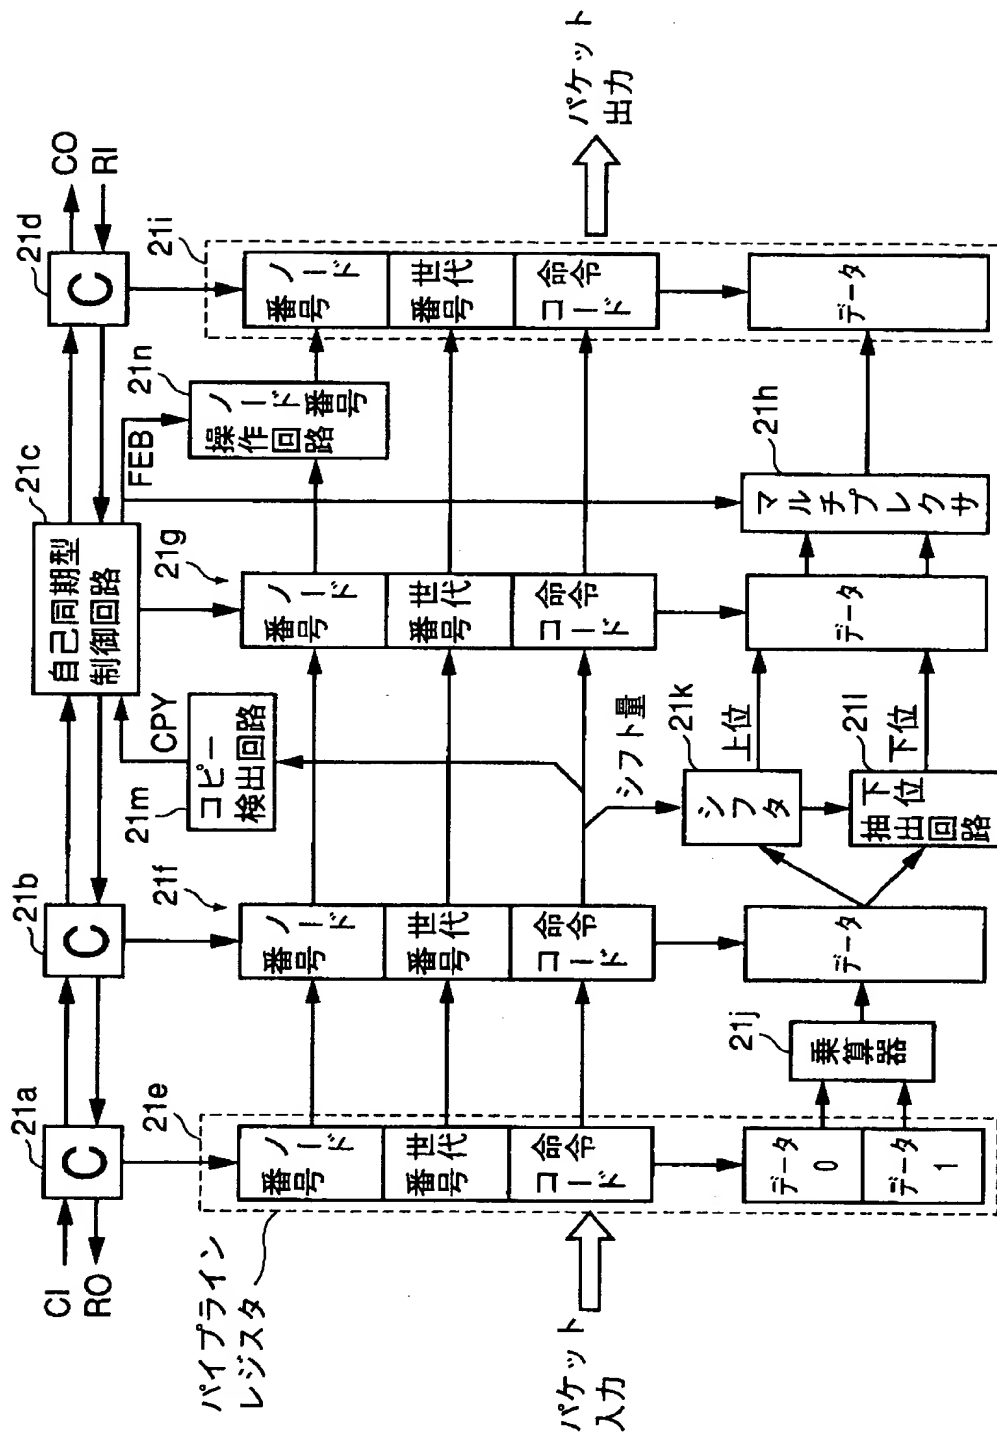 CI
RO
21a
C
21b
C
21c
自己同期型
制御回路
21d
C
CO
RI
CPY
FEB
21m
コピー
検出回路
21n
ノード番号
操作回路
パイプライン
レジスタ
21e
ノード
番号
世代
番号
命令
コード
データ
0
データ
1
21f
ノード
番号
世代
番号
命令
コード
データ
21g
ノード
番号
世代
番号
命令
コード
データ
21i
ノード
番号
世代
番号
命令
コード
データ
パケット
入力
パケット
出力
21j
乗算器
シフト量
21k
シフタ
上位
21l
下位
抽出回路
下位
21h
マルチプレクサ